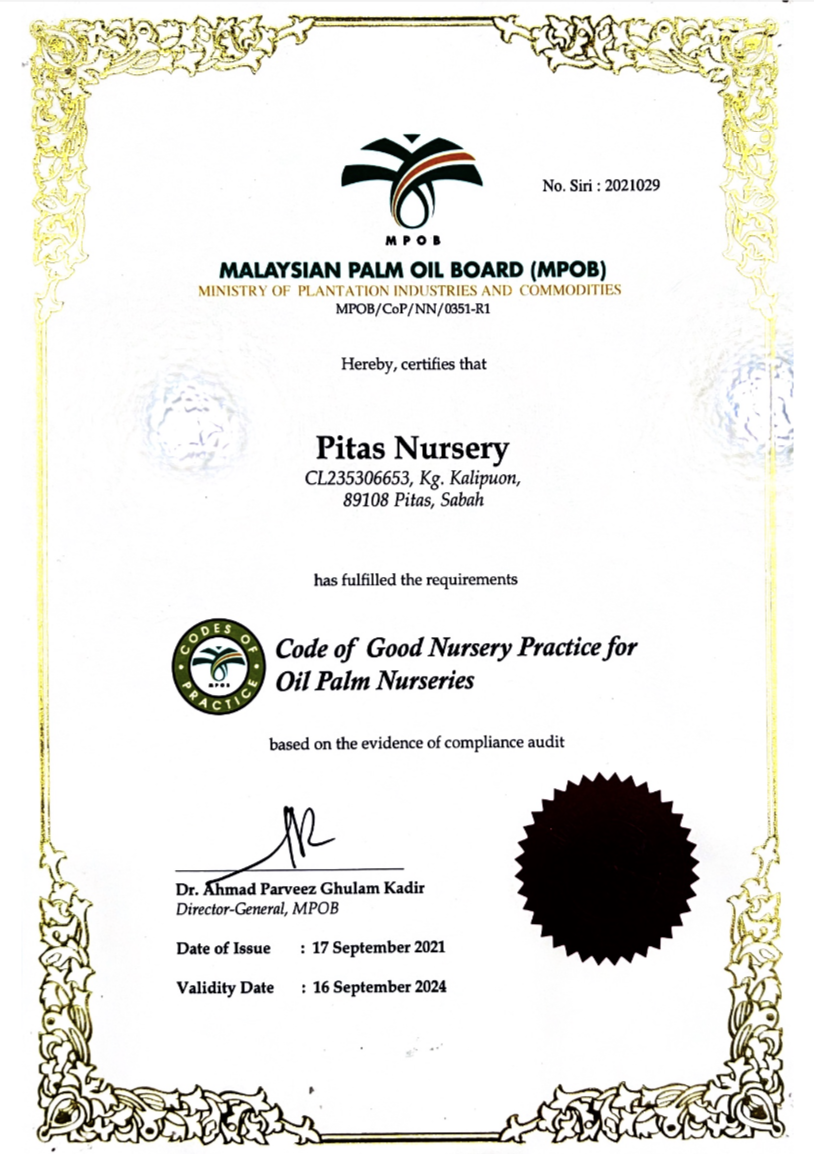 No. Siri : 2021029
MPOB
MALAYSIAN PALM OIL BOARD (MPOB)
MINISTRY OF PLANTATION INDUSTRIES AND COMMODITIES
MPOB/CoP/NN/0351-R1
Hereby, certifies that
Pitas Nursery
CL235306653, Kg. Kalipuon,
89108 Pitas, Sabah
has fulfilled the requirements
CODES OF
MPOB
PRACTICE
Code of Good Nursery Practice for
Oil Palm Nurseries
based on the evidence of compliance audit
Dr. Ahmad Parveez Ghulam Kadir
Director-General, MPOB
Date of Issue : 17 September 2021
Validity Date : 16 September 2024